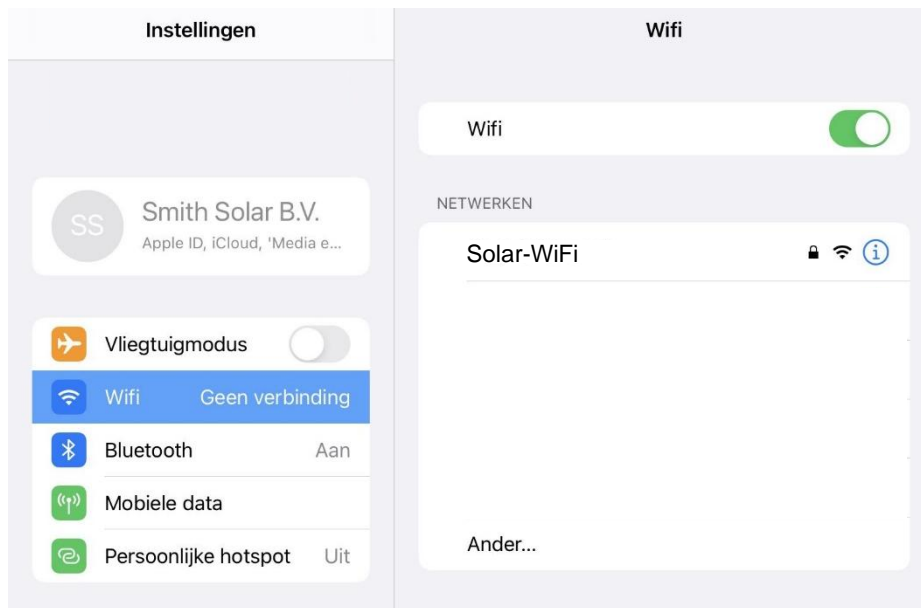 Instellingen
SS
Smith Solar B.V.
Apple ID, iCloud, 'Media e...
Vliegtuigmodus
Wifi Geen verbinding
Bluetooth Aan
Mobiele data
Persoonlijke hotspot Uit
Wifi
Wifi
NETWERKEN
Solar-WiFi
Ander...